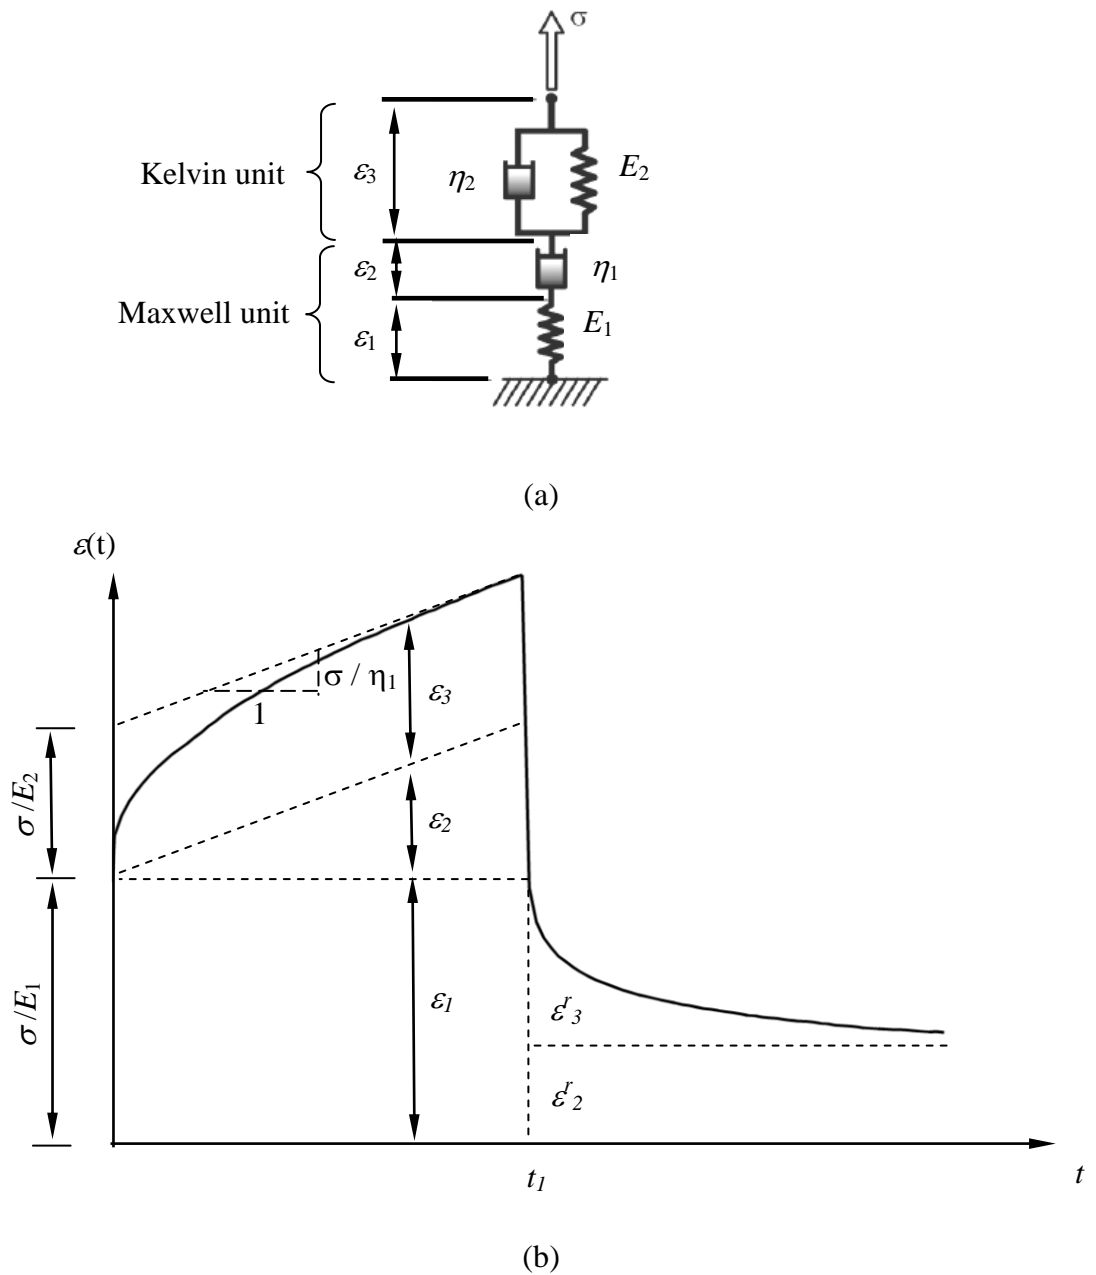 σ
Kelvin unit
ε3
η2
E2
ε2
η1
Maxwell unit
ε1
E1
(a)
ε(t)
σ / η1
1
ε3
σ /E2
ε2
σ /E1
ε1
εr3
εr2
t1
t
(b)